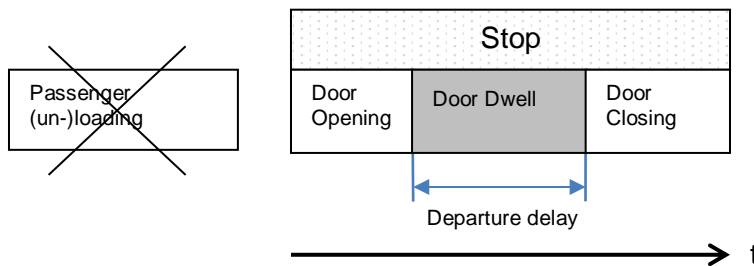 Stop
Passenger
(un-)loading
Door
Opening
Door Dwell
Door
Closing
Departure delay
t